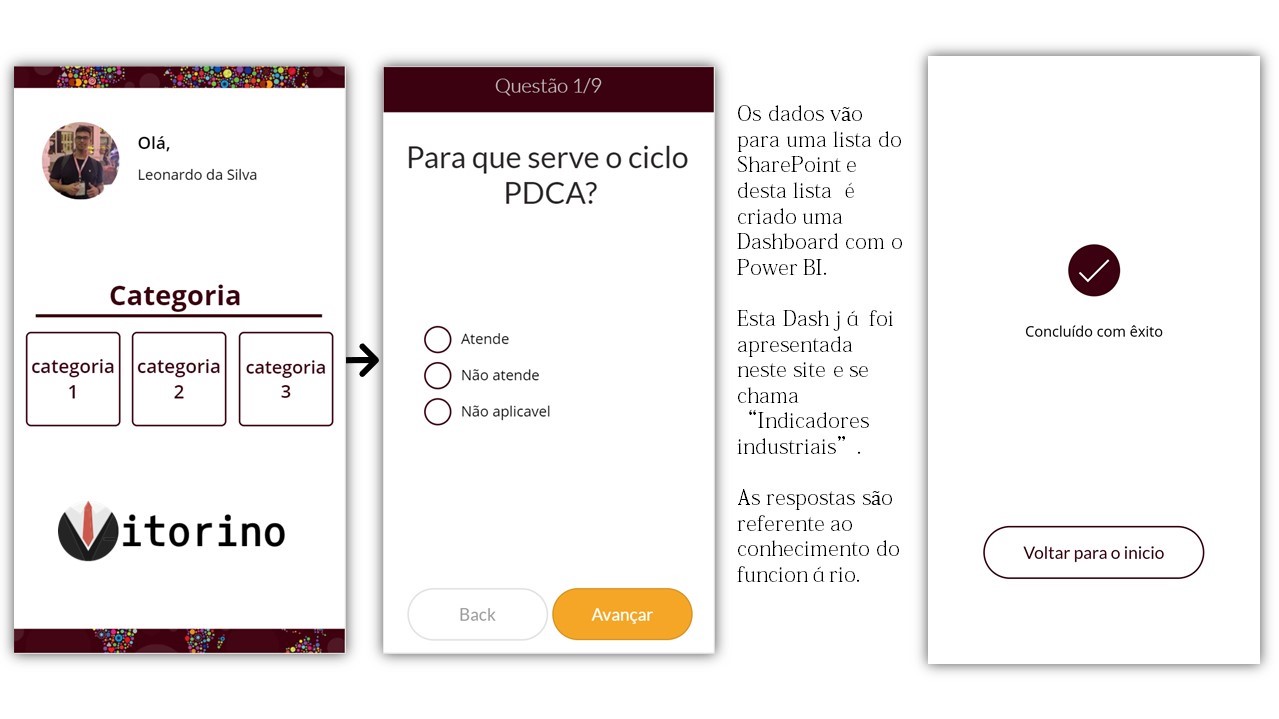 Olá,
Leonardo da Silva
Categoria
categoria
1
categoria
2
categoria
3
Vitorino
Questão 1/9
Para que serve o ciclo
PDCA?
Atende
Não atende
Não aplicavel
Back
Avançar
Os dados vão
para uma lista do
SharePoint e
desta lista é
criado uma
Dashboard com o
Power BI.
Esta Dash já foi
apresentada
neste site e se
chama
“Indicadores
industriais”.
As respostas são
referente ao
conhecimento do
funcionário.
Concluído com êxito
Voltar para o inicio